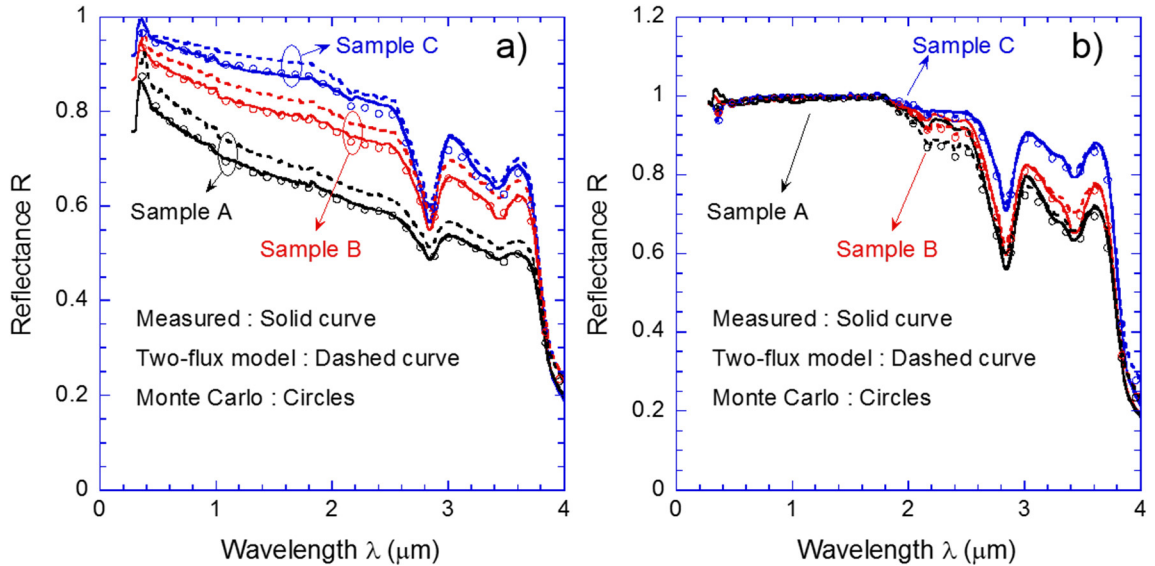 a)
Sample C
Sample A
Sample B
Measured : Solid curve
Two-flux model : Dashed curve
Monte Carlo : Circles
Reflectance R
1
0.8
0.6
0.4
0.2
0
0 1 2 3 4
Wavelength λ (μm)
b)
Sample C
Sample A
Sample B
Measured : Solid curve
Two-flux model : Dashed curve
Monte Carlo : Circles
Reflectance R
1.2
1
0.8
0.6
0.4
0.2
0
0 1 2 3 4
Wavelength λ (μm)